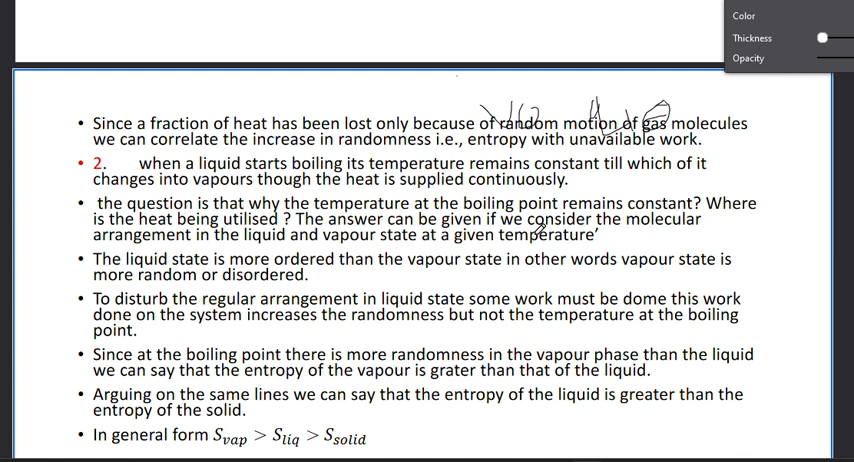 Color
Thickness
Opacity
• Since a fraction of heat has been lost only because of random motion of gas molecules
we can correlate the increase in randomness i.e., entropy with unavailable work.
• 2. when a liquid starts boiling its temperature remains constant till which of it
changes into vapours though the heat is supplied continuously.
• the question is that why the temperature at the boiling point remains constant? Where
is the heat being utilised ? The answer can be given if we consider the molecular
arrangement in the liquid and vapour state at a given temperature’
• The liquid state is more ordered than the vapour state in other words vapour state is
more random or disordered.
• To disturb the regular arrangement in liquid state some work must be dome this work
done on the system increases the randomness but not the temperature at the boiling
point.
• Since at the boiling point there is more randomness in the vapour phase than the liquid
we can say that the entropy of the vapour is grater than that of the liquid.
• Arguing on the same lines we can say that the entropy of the liquid is greater than the
entropy of the solid.
• In general form S_vap > S_liq > S_solid